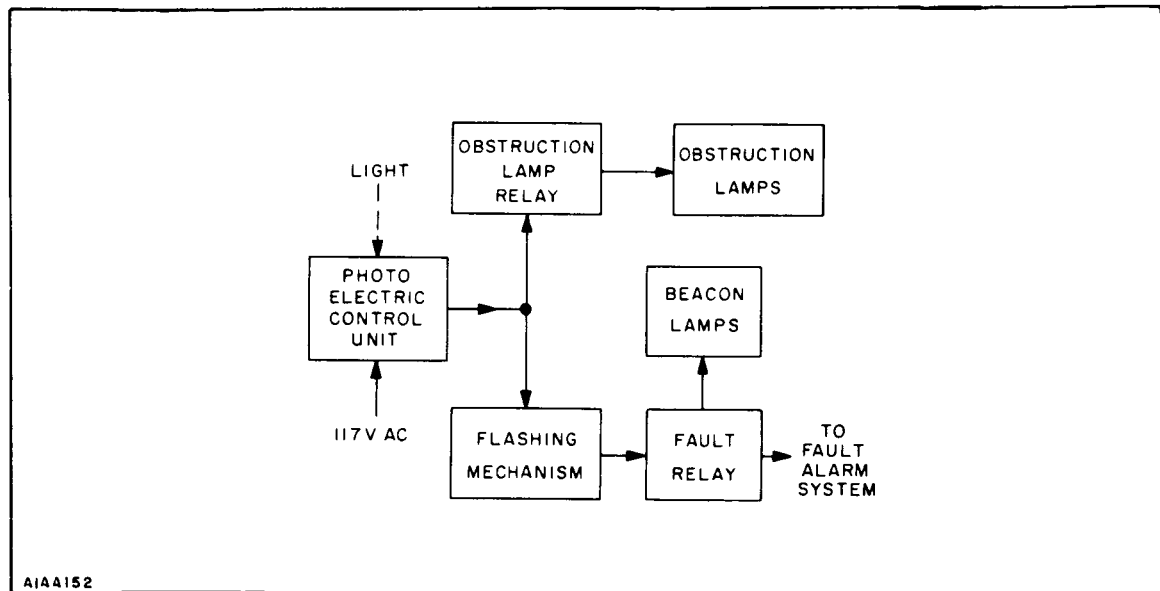 OBSTRUCTION
LAMP
RELAY
OBSTRUCTION
LAMPS
LIGHT
PHOTO
ELECTRIC
CONTROL
UNIT
BEACON
LAMPS
117V AC
FLASHING
MECHANISM
FAULT
RELAY
TO
FAULT
ALARM
SYSTEM
A1AA152